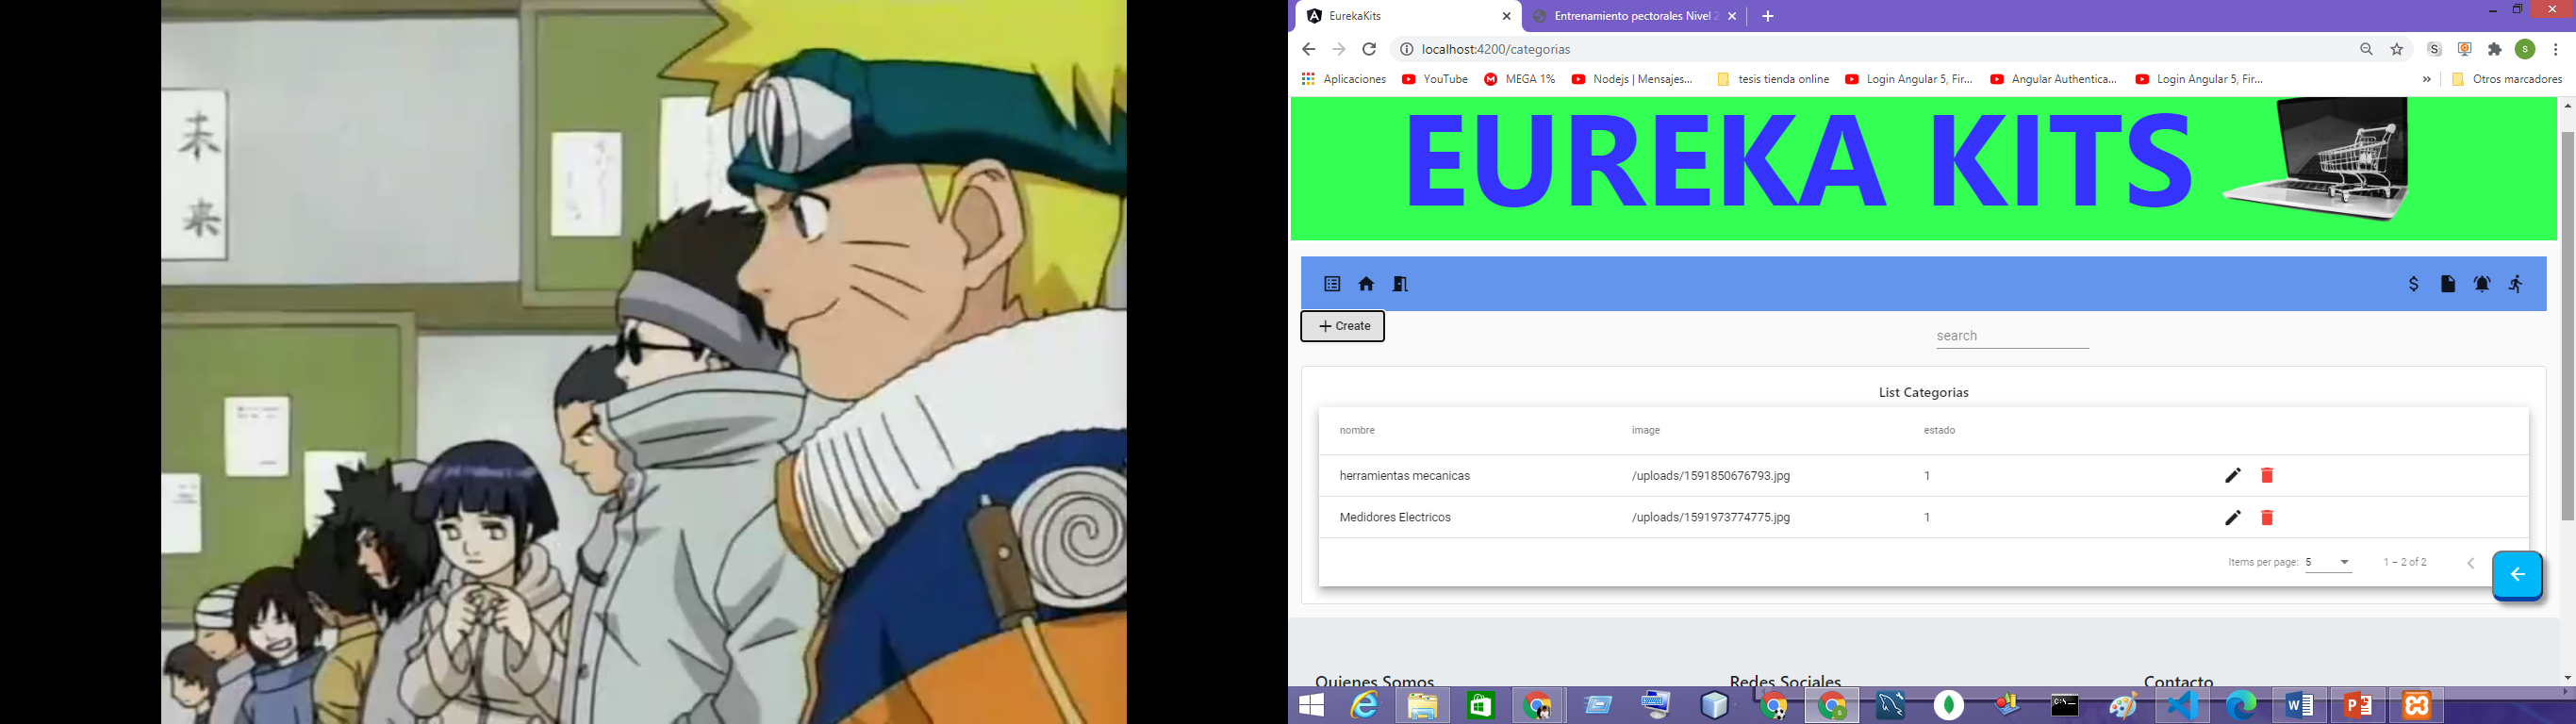 未
来
EurekaKits
Entrenamiento pectorales Nivel 2
localhost:4200/categorias
Aplicaciones
YouTube
MEGA 1%
Nodejs | Mensajes...
tesis tienda online
Login Angular 5, Fir...
Angular Authentica...
Login Angular 5, Fir...
»
Otros marcadores
EUREKA KITS
+ Create
search
List Categorias
nombre image estado
herramientas mecanicas /uploads/1591850676793.jpg 1
Medidores Electricos /uploads/1591973774775.jpg 1
Items per page: 5 1 – 2 of 2
Quienes Somos Redes Sociales Contacto